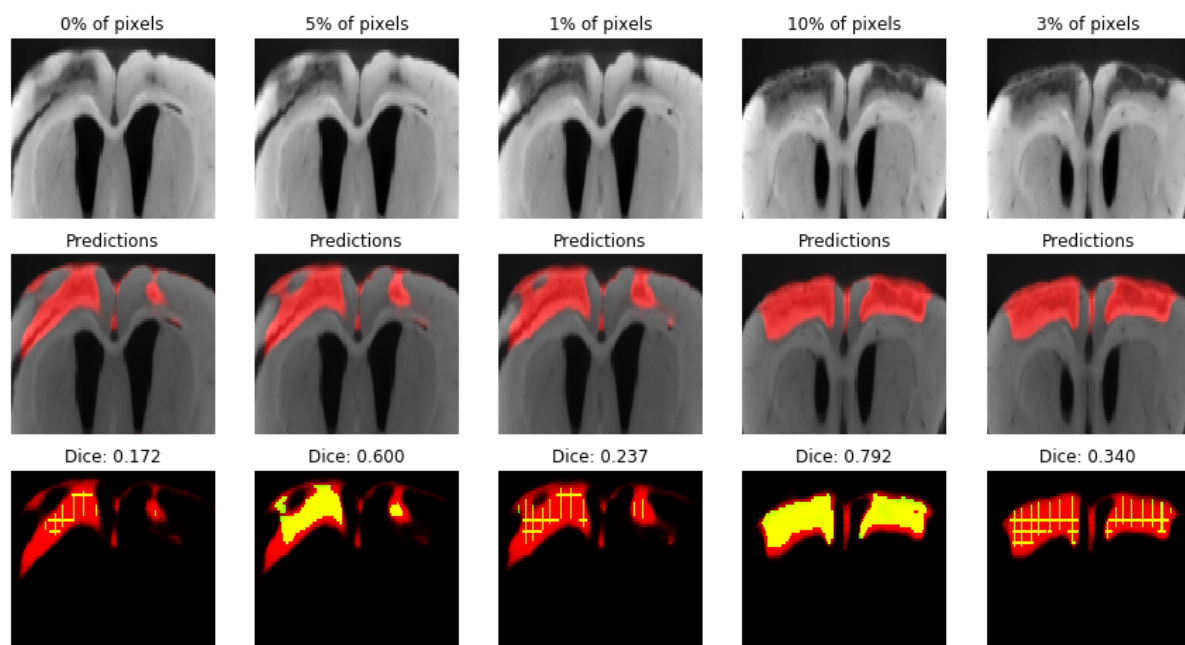 0% of pixels 5% of pixels 1% of pixels 10% of pixels 3% of pixels
Predictions Predictions Predictions Predictions Predictions
Dice: 0.172 Dice: 0.600 Dice: 0.237 Dice: 0.792 Dice: 0.340